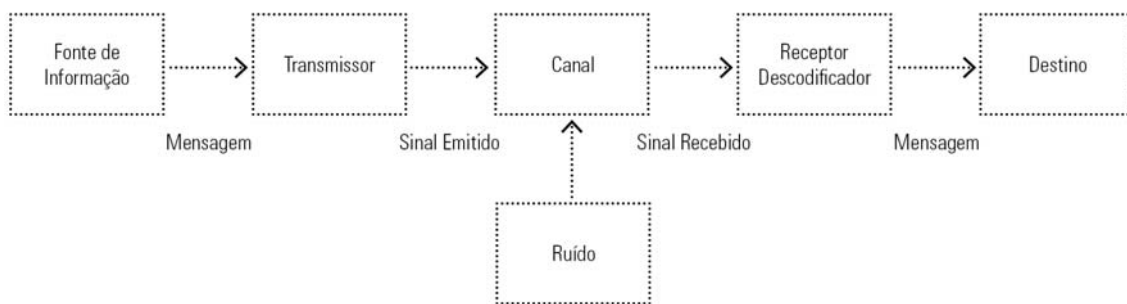 Fonte de
Informação
Transmissor
Canal
Receptor
Descodificador
Destino
Mensagem
Sinal Emitido
Sinal Recebido
Mensagem
Ruído